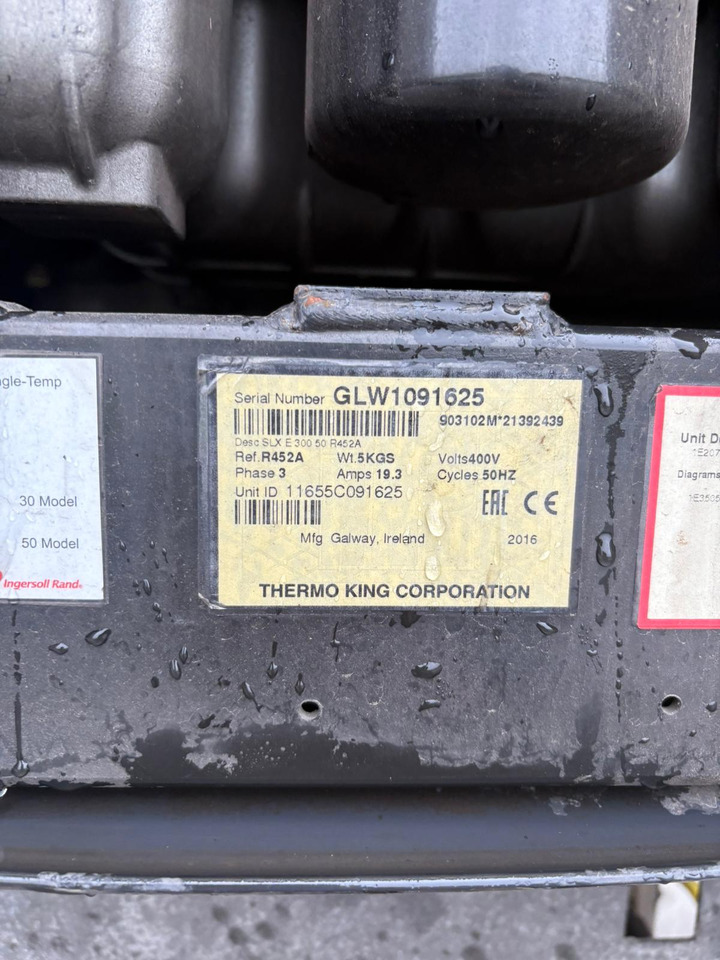 gle-Temp
30 Model
50 Model
Ingersoll Rand
Serial Number GLW1091625
903102M*21392439
Desc SLX E 300 50 R452A
Ref.R452A Wt.5KGS Volts400V
Phase 3 Amps 19.3 Cycles 50HZ
Unit ID 11655C091625
EAC CE
Mfg Galway, Ireland 2016
THERMO KING CORPORATION
Unit D
1E207
Diagrams